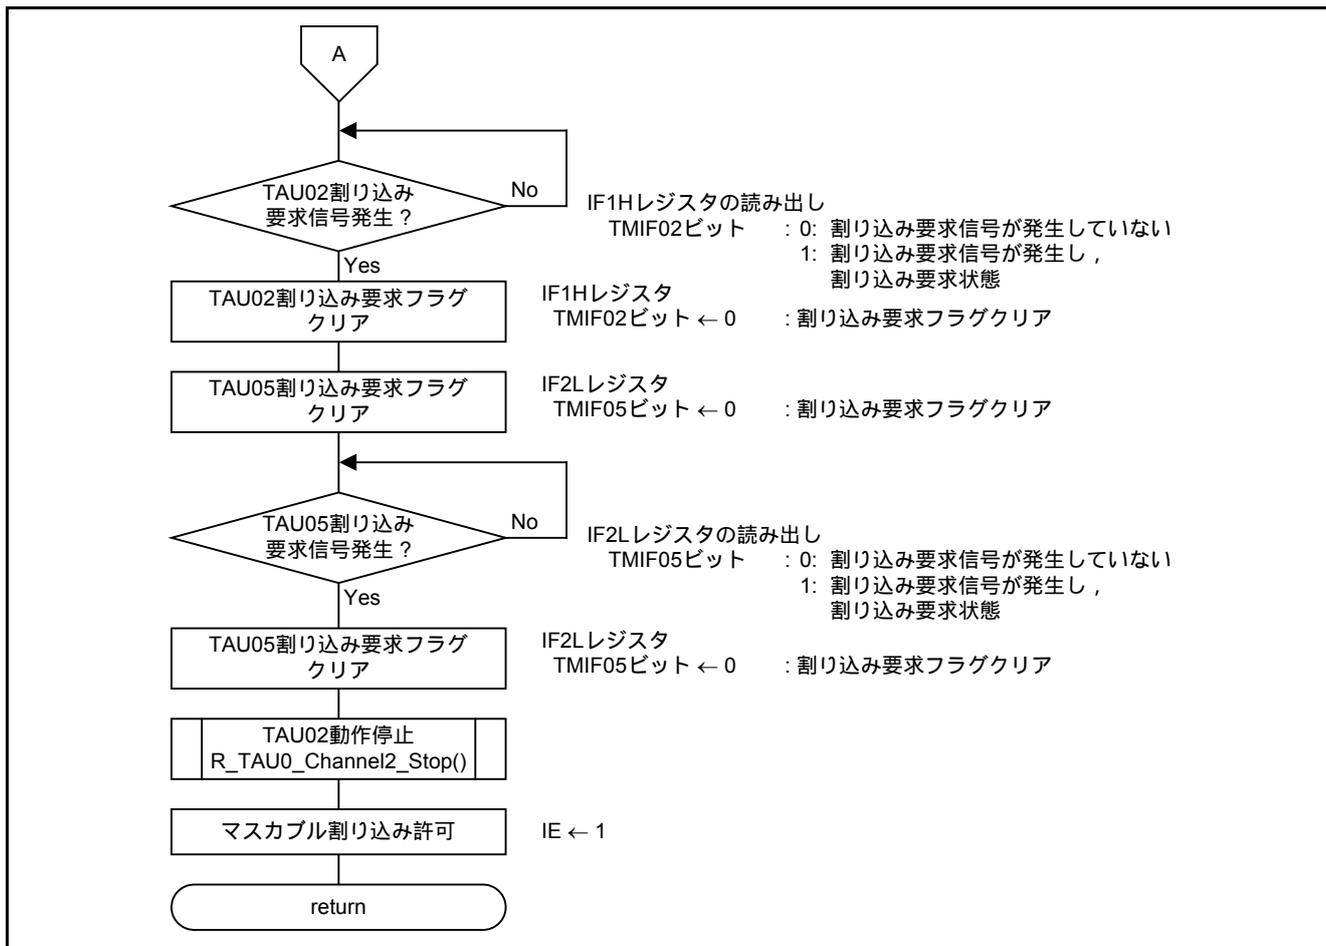 A
TAU02割り込み
要求信号発生？
No
IF1Hレジスタの読み出し
TMIF02ビット : 0: 割り込み要求信号が発生していない
1: 割り込み要求信号が発生し，
割り込み要求状態
Yes
TAU02割り込み要求フラグ
クリア
IF1Hレジスタ
TMIF02ビット ← 0 : 割り込み要求フラグクリア
TAU05割り込み要求フラグ
クリア
IF2Lレジスタ
TMIF05ビット ← 0 : 割り込み要求フラグクリア
TAU05割り込み
要求信号発生？
No
IF2Lレジスタの読み出し
TMIF05ビット : 0: 割り込み要求信号が発生していない
1: 割り込み要求信号が発生し，
割り込み要求状態
Yes
TAU05割り込み要求フラグ
クリア
IF2Lレジスタ
TMIF05ビット ← 0 : 割り込み要求フラグクリア
TAU02動作停止
R_TAU0_Channel2_Stop()
マスカブル割り込み許可
IE ← 1
return